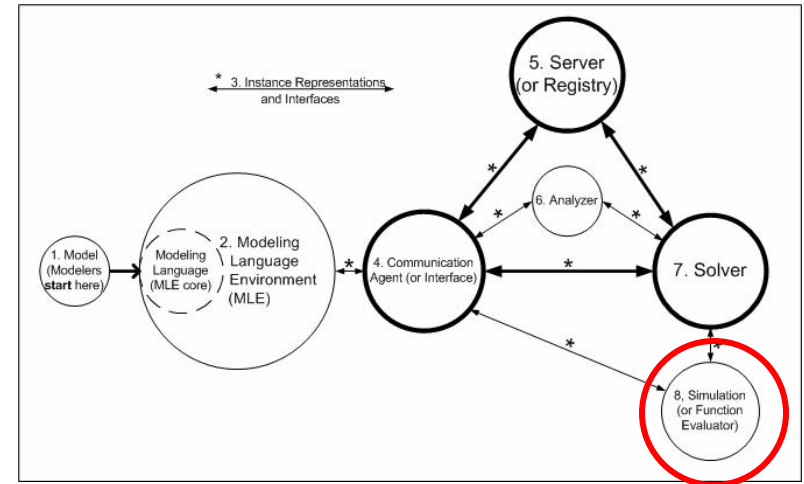 5. Server
(or Registry)
* 3. Instance Representations
and Interfaces
*
*
6. Analyzer
*
*
1. Model
(Modelers
start here)
Modeling
Language
(MLE core)
2. Modeling
Language
Environment
(MLE)
*
4. Communication
Agent (or Interface)
*
7. Solver
*
*
8, Simulation
(or Function
Evaluator)